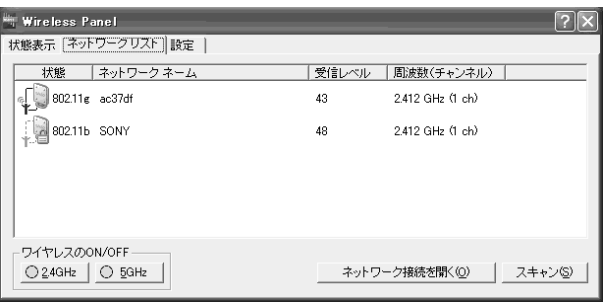 Wireless Panel
状態表示 ネットワークリスト 設定
状態 ネットワーク ネーム 受信レベル 周波数(チャンネル)
802.11g ac37df 43 2.412 GHz (1 ch)
802.11b SONY 48 2.412 GHz (1 ch)
ワイヤレスのON/OFF
2.4GHz 5GHz ネットワーク接続を開く(O) スキャン(S)